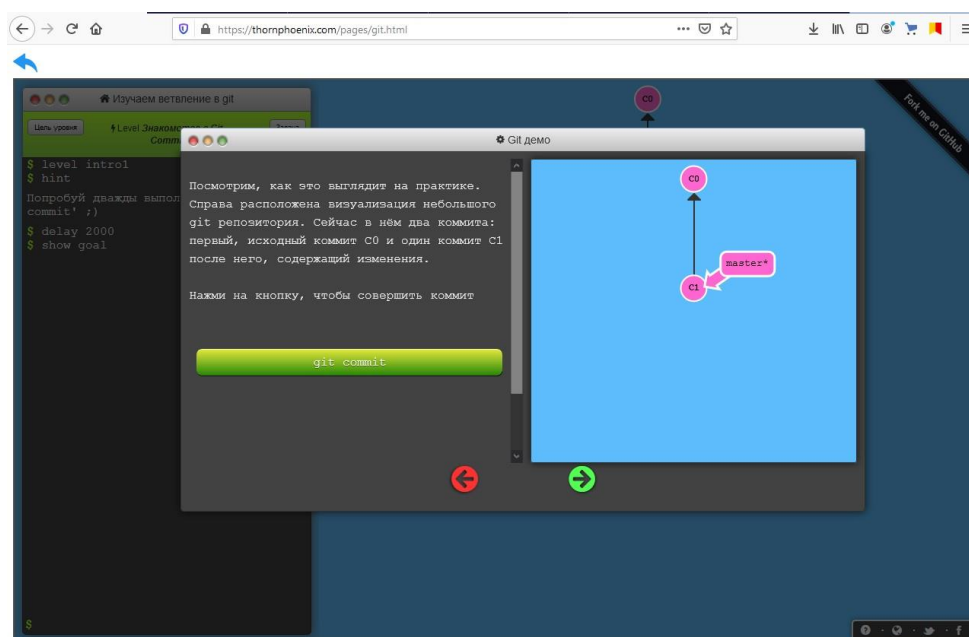 https://thornphoenix.com/pages/git.html
Изучаем ветвление в git
Цель уровня
Level Знакомство
Comm
$ level intro1
$ hint
Попробуй дважды выпол
commit' ;)
$ delay 2000
$ show goal
$
Git демо
Посмотрим, как это выглядит на практике.
Справа расположена визуализация небольшого
git репозитория. Сейчас в нём два коммита:
первый, исходный коммит C0 и один коммит C1
после него, содержащий изменения.
Нажми на кнопку, чтобы совершить коммит
git commit
C0
master*
C1
C0
Fork me on GitHub